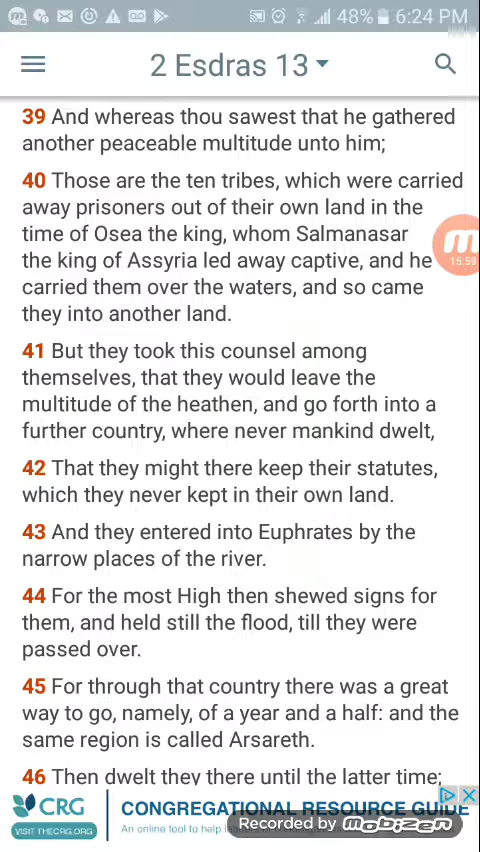 48% 6:24 PM
2 Esdras 13
39 And whereas thou sawest that he gathered
another peaceable multitude unto him;
40 Those are the ten tribes, which were carried
away prisoners out of their own land in the
time of Osea the king, whom Salmanasar
the king of Assyria led away captive, and he
15:59
carried them over the waters, and so came
they into another land.
41 But they took this counsel among
themselves, that they would leave the
multitude of the heathen, and go forth into a
further country, where never mankind dwelt,
42 That they might there keep their statutes,
which they never kept in their own land.
43 And they entered into Euphrates by the
narrow places of the river.
44 For the most High then shewed signs for
them, and held still the flood, till they were
passed over.
45 For through that country there was a great
way to go, namely, of a year and a half: and the
same region is called Arsareth.
46 Then dwelt they there until the latter time;
CRG
VISIT THECRG.ORG
CONGREGATIONAL RESOURCE GUIDE
An online tool to help
Recorded by mobizen